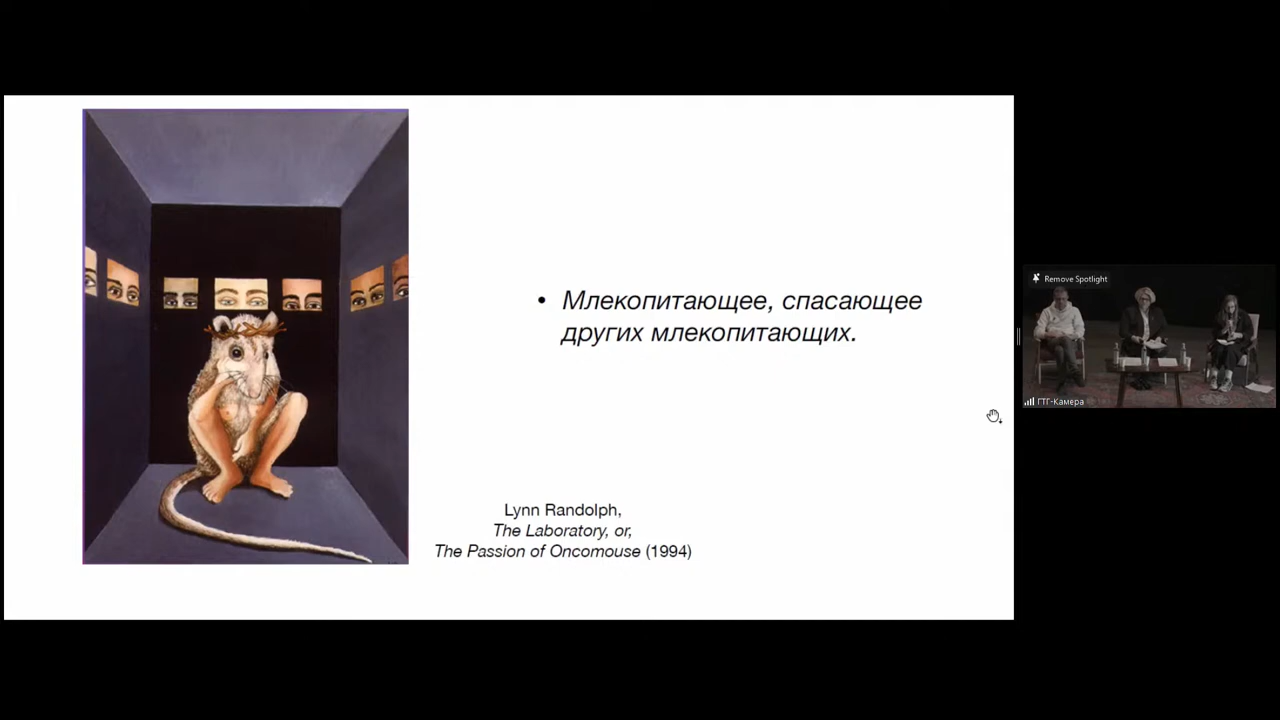 • Млекопитающее, спасающее
других млекопитающих.
Lynn Randolph,
The Laboratory, or,
The Passion of Oncomouse (1994)
Remove Spotlight
ГТГ-Камера